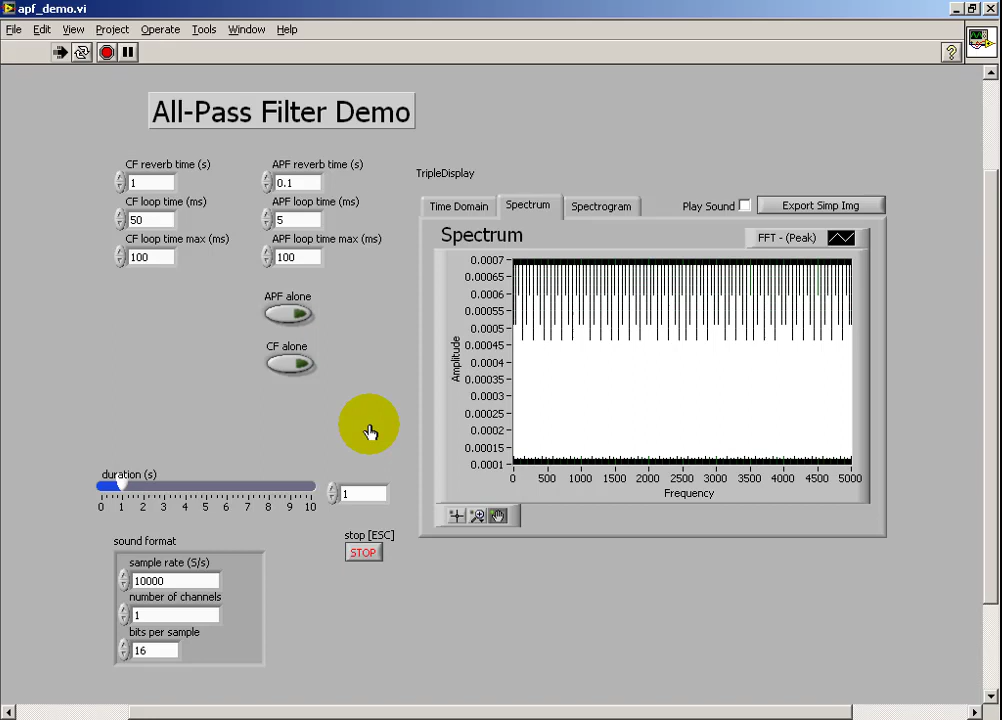 apf_demo.vi
File Edit View Project Operate Tools Window Help
?
All-Pass Filter Demo
CF reverb time (s)
1
CF loop time (ms)
50
CF loop time max (ms)
100
APF reverb time (s)
0.1
APF loop time (ms)
5
APF loop time max (ms)
100
APF alone
CF alone
TripleDisplay
Time Domain Spectrum Spectrogram Play Sound Export Simp Img
Spectrum
FFT - (Peak)
Amplitude
0.0007
0.00065
0.0006
0.00055
0.0005
0.00045
0.0004
0.00035
0.0003
0.00025
0.0002
0.00015
0.0001
0 500 1000 1500 2000 2500 3000 3500 4000 4500 5000
Frequency
duration (s)
0 1 2 3 4 5 6 7 8 9 10
1
stop [ESC]
STOP
sound format
sample rate (S/s)
10000
number of channels
1
bits per sample
16